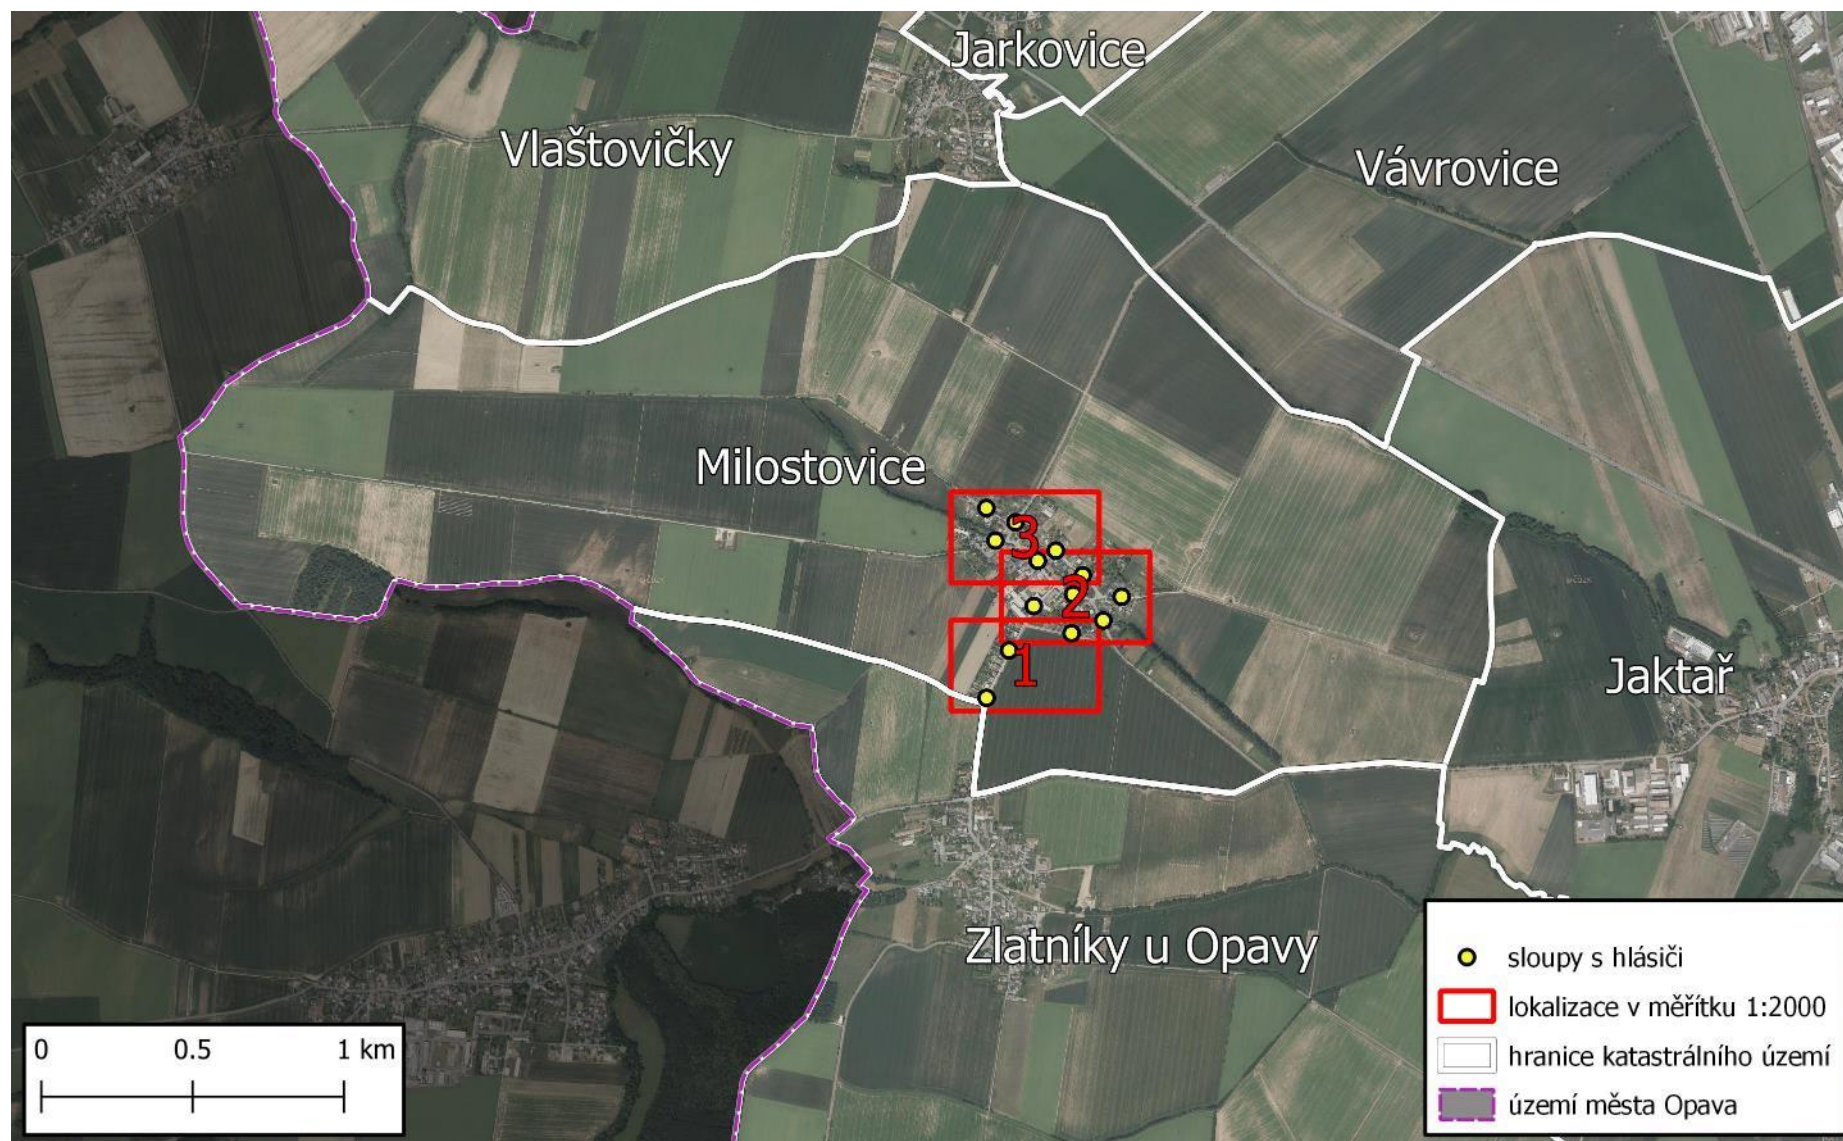 Jarkovice
Vlaštovičky
Vávrovice
Milostovice
3
2
1
Jaktař
Zlatníky u Opavy
0 0.5 1 km
sloupy s hlásiči
lokalizace v měřítku 1:2000
hranice katastrálního území
území města Opava